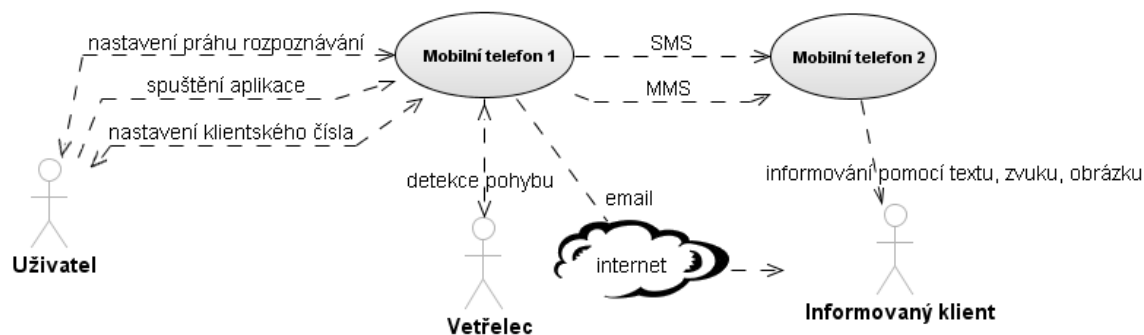 nastavení práhu rozpoznávání
Mobilní telefon 1
SMS
Mobilní telefon 2
spuštění aplikace
MMS
nastavení klientského čísla
detekce pohybu
informování pomocí textu, zvuku, obrázku
email
Uživatel
internet
Vetřelec
Informovaný klient